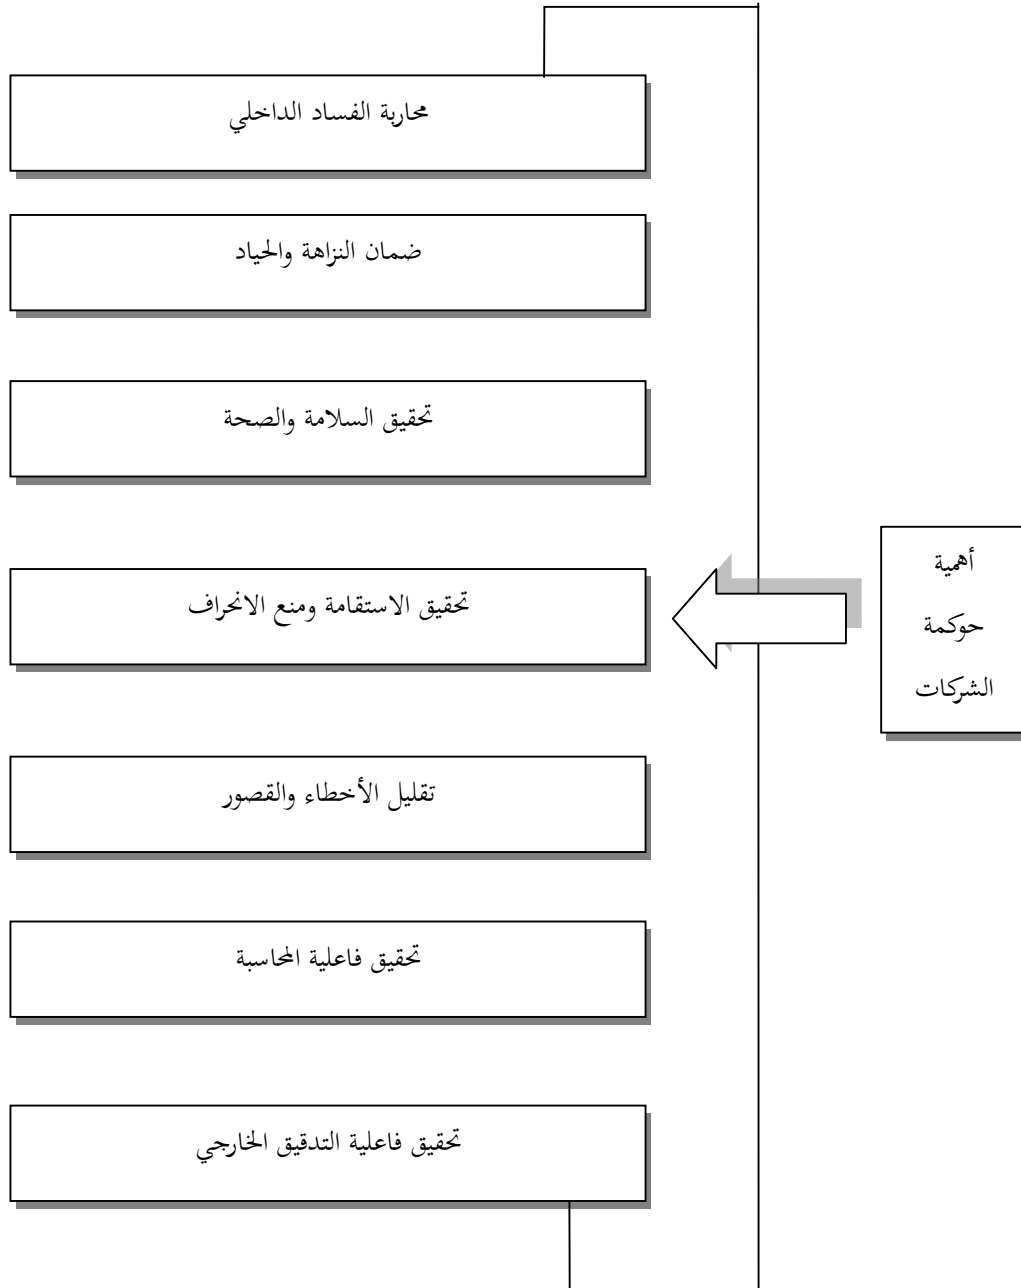 محاربة الفساد الداخلي
ضمان النزاهة والحياد
تحقيق السلامة والصحة
تحقيق الاستقامة ومنع الانحراف
أهمية
حوكمة
الشركات
تقليل الأخطاء والقصور
تحقيق فاعلية المحاسبة
تحقيق فاعلية التدقيق الخارجي